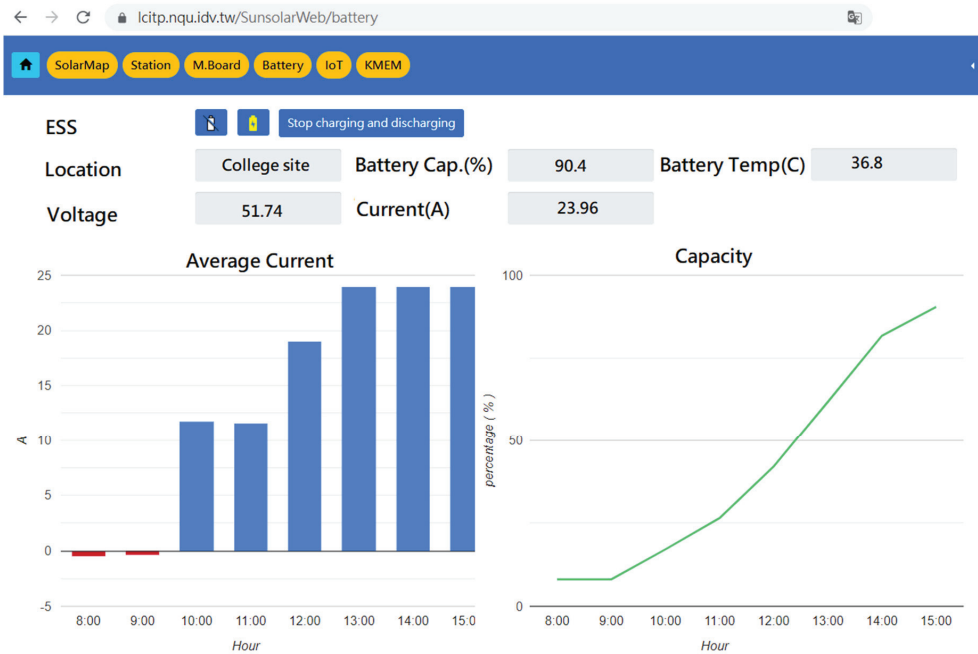 lcitp.nqu.idv.tw/SunsolarWeb/battery
SolarMap Station M.Board Battery IoT KMEM
ESS Stop charging and discharging
Location College site Battery Cap.(%) 90.4 Battery Temp(C) 36.8
Voltage 51.74 Current(A) 23.96
Average Current
25
20
15
10
5
0
-5
A
8:00 9:00 10:00 11:00 12:00 13:00 14:00 15:0
Hour
Capacity
100
50
0
percentage ( % )
8:00 9:00 10:00 11:00 12:00 13:00 14:00 15:00
Hour